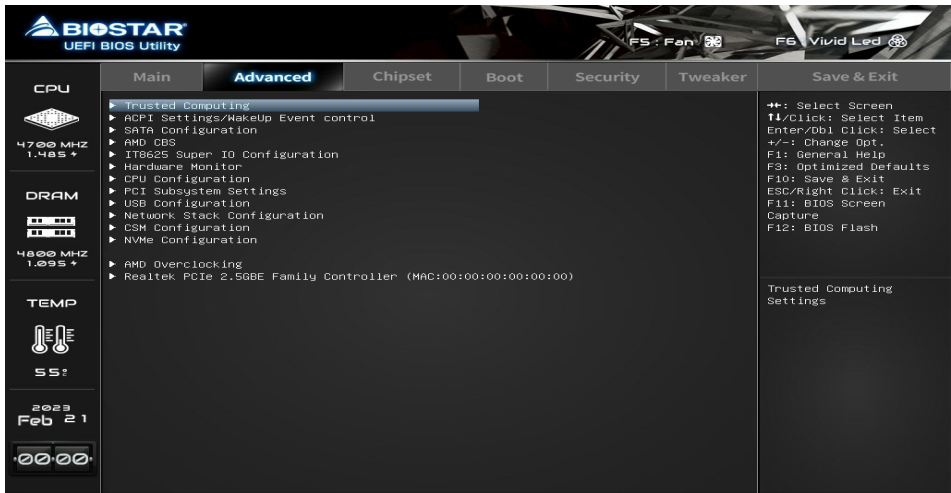 BIOSTAR®
UEFI BIOS Utility
F5 : Fan
F6 Vivid Led
Main Advanced Chipset Boot Security Tweaker Save & Exit
CPU
4700 MHZ
1.485
DRAM
4800 MHZ
1.095
TEMP
55
2023
Feb 21
00:00
Trusted Computing
ACPI Settings/WakeUp Event control
SATA Configuration
AMD CBS
IT8625 Super IO Configuration
Hardware Monitor
CPU Configuration
PCI Subsystem Settings
USB Configuration
Network Stack Configuration
CSM Configuration
NVMe Configuration
AMD Overclocking
Realtek PCIe 2.5GBE Family Controller (MAC:00:00:00:00:00:00)
→←: Select Screen
↑↓/Click: Select Item
Enter/Dbl Click: Select
+/-: Change Opt.
F1: General Help
F3: Optimized Defaults
F10: Save & Exit
ESC/Right Click: Exit
F11: BIOS Screen
Capture
F12: BIOS Flash
Trusted Computing
Settings